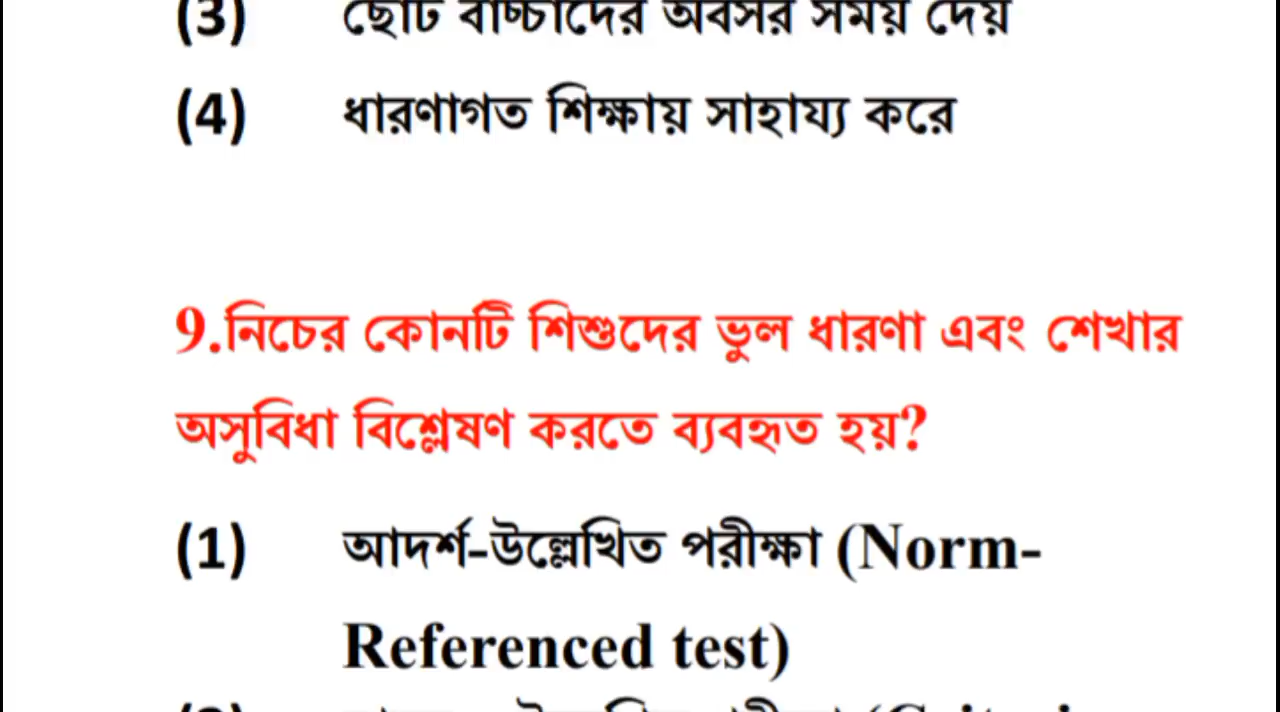 (3) ছোট বাচ্চাদের অবসর সময় দেয়
(4) ধারণাগত শিক্ষায় সাহায্য করে
9.নিচের কোনটি শিশুদের ভুল ধারণা এবং শেখার
অসুবিধা বিশ্লেষণ করতে ব্যবহৃত হয়?
(1) আদর্শ-উল্লেখিত পরীক্ষা (Norm-
Referenced test)